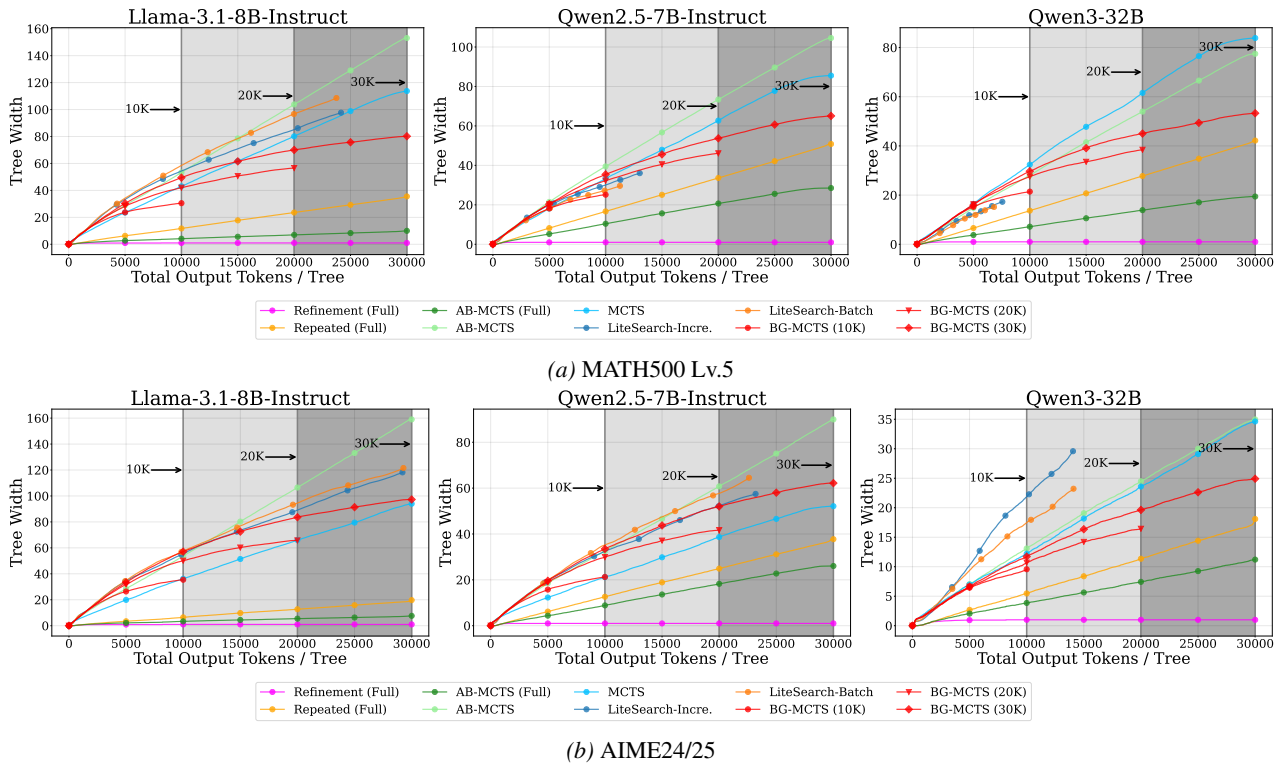 Llama-3.1-8B-Instruct
Qwen2.5-7B-Instruct
Qwen3-32B
Tree Width
160
140
120
100
80
60
40
20
0
10K
20K
30K
0 5000 10000 15000 20000 25000 30000
Total Output Tokens / Tree
Tree Width
100
80
60
40
20
0
10K
20K
30K
0 5000 10000 15000 20000 25000 30000
Total Output Tokens / Tree
Tree Width
80
60
40
20
0
10K
20K
30K
0 5000 10000 15000 20000 25000 30000
Total Output Tokens / Tree
Refinement (Full) AB-MCTS (Full) MCTS LiteSearch-Batch BG-MCTS (20K)
Repeated (Full) AB-MCTS LiteSearch-Incre. BG-MCTS (10K) BG-MCTS (30K)
(a) MATH500 Lv.5
Llama-3.1-8B-Instruct
Qwen2.5-7B-Instruct
Qwen3-32B
Tree Width
160
140
120
100
80
60
40
20
0
10K
20K
30K
0 5000 10000 15000 20000 25000 30000
Total Output Tokens / Tree
Tree Width
80
60
40
20
0
10K
20K
30K
0 5000 10000 15000 20000 25000 30000
Total Output Tokens / Tree
Tree Width
35
30
25
20
15
10
5
0
10K
20K
30K
0 5000 10000 15000 20000 25000 30000
Total Output Tokens / Tree
Refinement (Full) AB-MCTS (Full) MCTS LiteSearch-Batch BG-MCTS (20K)
Repeated (Full) AB-MCTS LiteSearch-Incre. BG-MCTS (10K) BG-MCTS (30K)
(b) AIME24/25